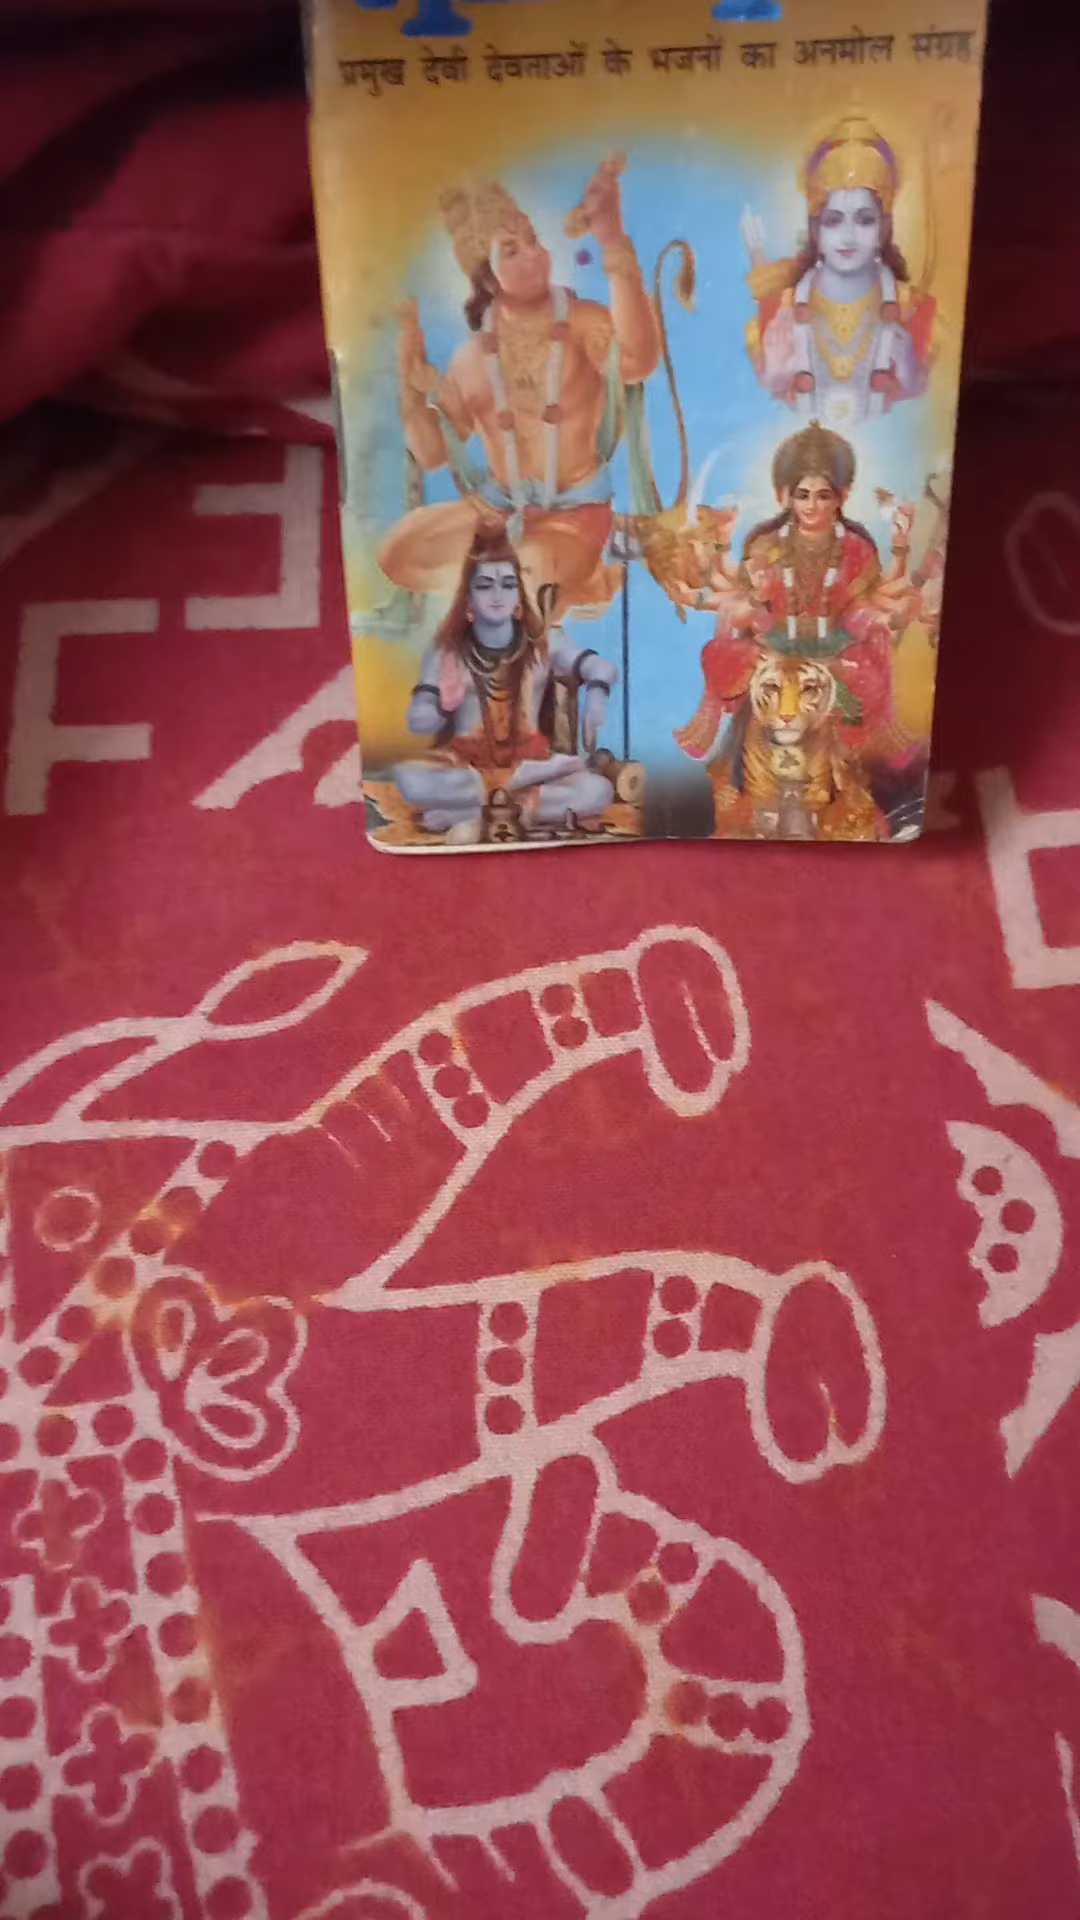 प्रमुख देवी देवताओं के भजनों का अनमोल संग्रह